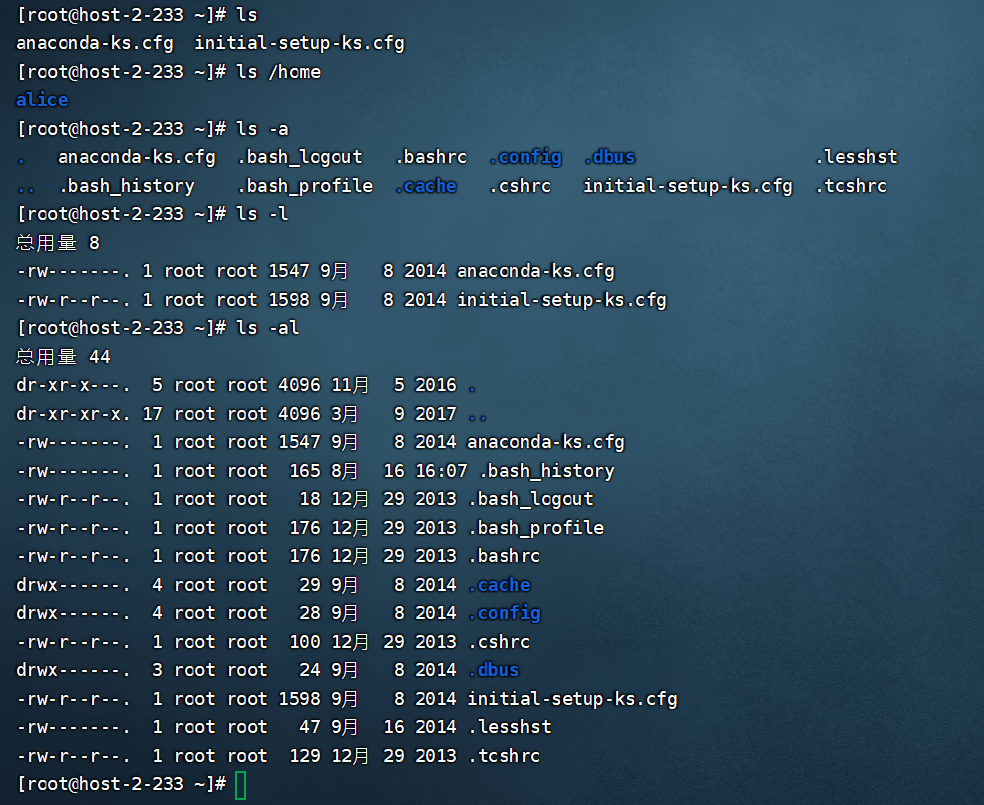 [root@host-2-233 ~]# ls
anaconda-ks.cfg  initial-setup-ks.cfg
[root@host-2-233 ~]# ls /home
alice
[root@host-2-233 ~]# ls -a
.   anaconda-ks.cfg  .bash_logout   .bashrc  .config  .dbus                 .lesshst
..  .bash_history    .bash_profile  .cache   .cshrc   initial-setup-ks.cfg  .tcshrc
[root@host-2-233 ~]# ls -l
总用量 8
-rw-------. 1 root root 1547 9月   8 2014 anaconda-ks.cfg
-rw-r--r--. 1 root root 1598 9月   8 2014 initial-setup-ks.cfg
[root@host-2-233 ~]# ls -al
总用量 44
dr-xr-x---.  5 root root 4096 11月  5 2016 .
dr-xr-xr-x. 17 root root 4096 3月   9 2017 ..
-rw-------.  1 root root 1547 9月   8 2014 anaconda-ks.cfg
-rw-------.  1 root root  165 8月  16 16:07 .bash_history
-rw-r--r--.  1 root root   18 12月 29 2013 .bash_logout
-rw-r--r--.  1 root root  176 12月 29 2013 .bash_profile
-rw-r--r--.  1 root root  176 12月 29 2013 .bashrc
drwx------.  4 root root   29 9月   8 2014 .cache
drwx------.  4 root root   28 9月   8 2014 .config
-rw-r--r--.  1 root root  100 12月 29 2013 .cshrc
drwx------.  3 root root   24 9月   8 2014 .dbus
-rw-r--r--.  1 root root 1598 9月   8 2014 initial-setup-ks.cfg
-rw-------.  1 root root   47 9月  16 2014 .lesshst
-rw-r--r--.  1 root root  129 12月 29 2013 .tcshrc
[root@host-2-233 ~]#